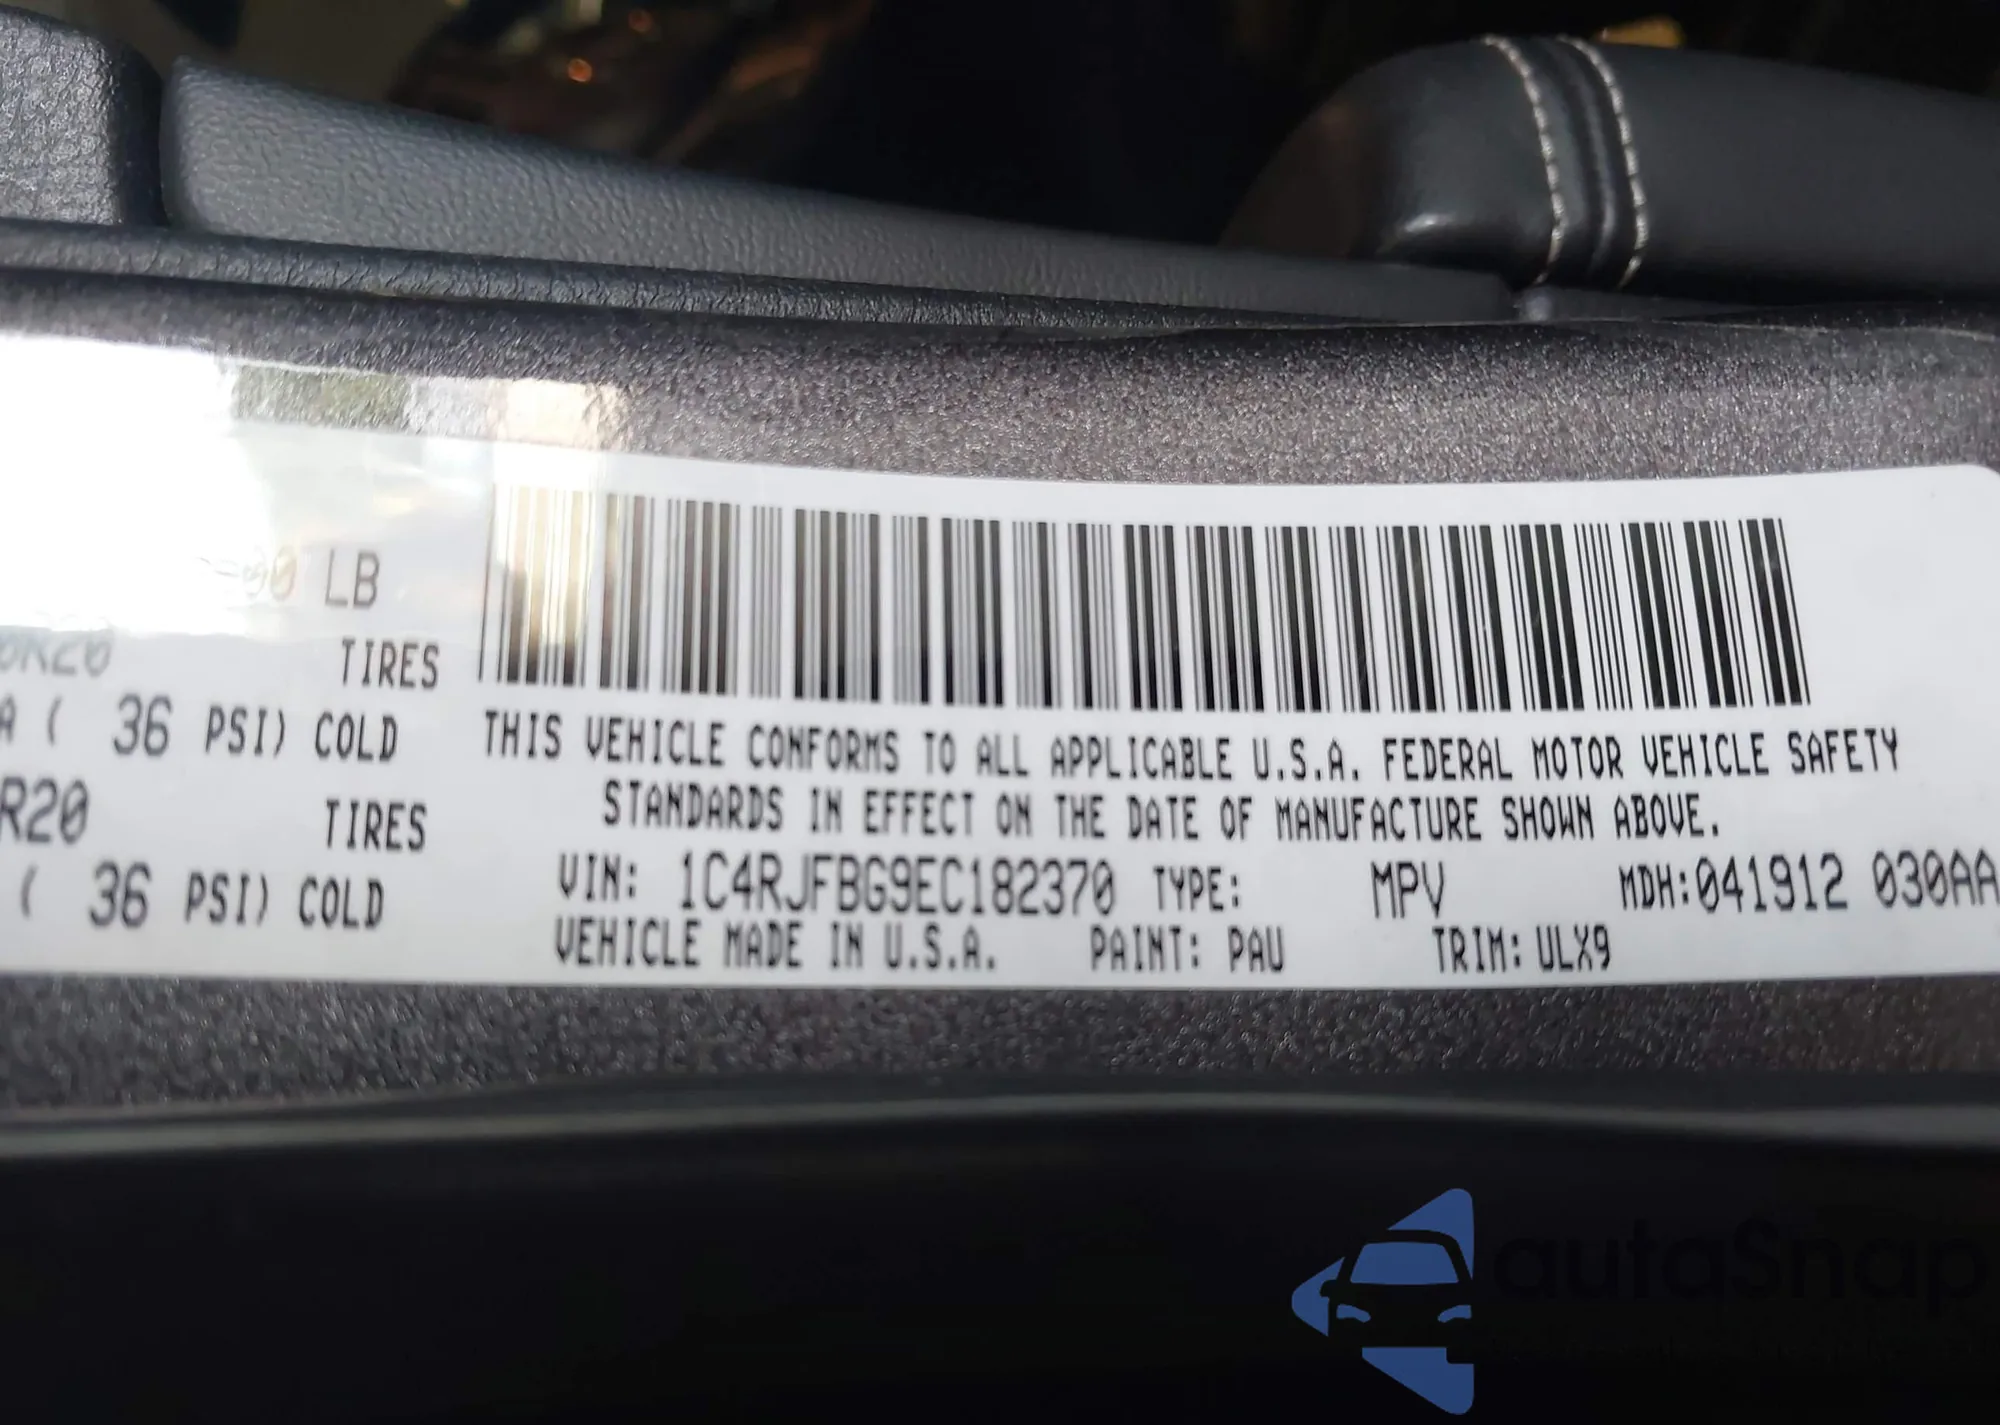 LB
TIRES
36 PSI) COLD
R20 TIRES
( 36 PSI) COLD
THIS VEHICLE CONFORMS TO ALL APPLICABLE U.S.A. FEDERAL MOTOR VEHICLE SAFETY
STANDARDS IN EFFECT ON THE DATE OF MANUFACTURE SHOWN ABOVE.
VIN: 1C4RJFBG9EC182370 TYPE: MPV MDH:041912 030AA
VEHICLE MADE IN U.S.A. PAINT: PAU TRIM: ULX9
autoSnap